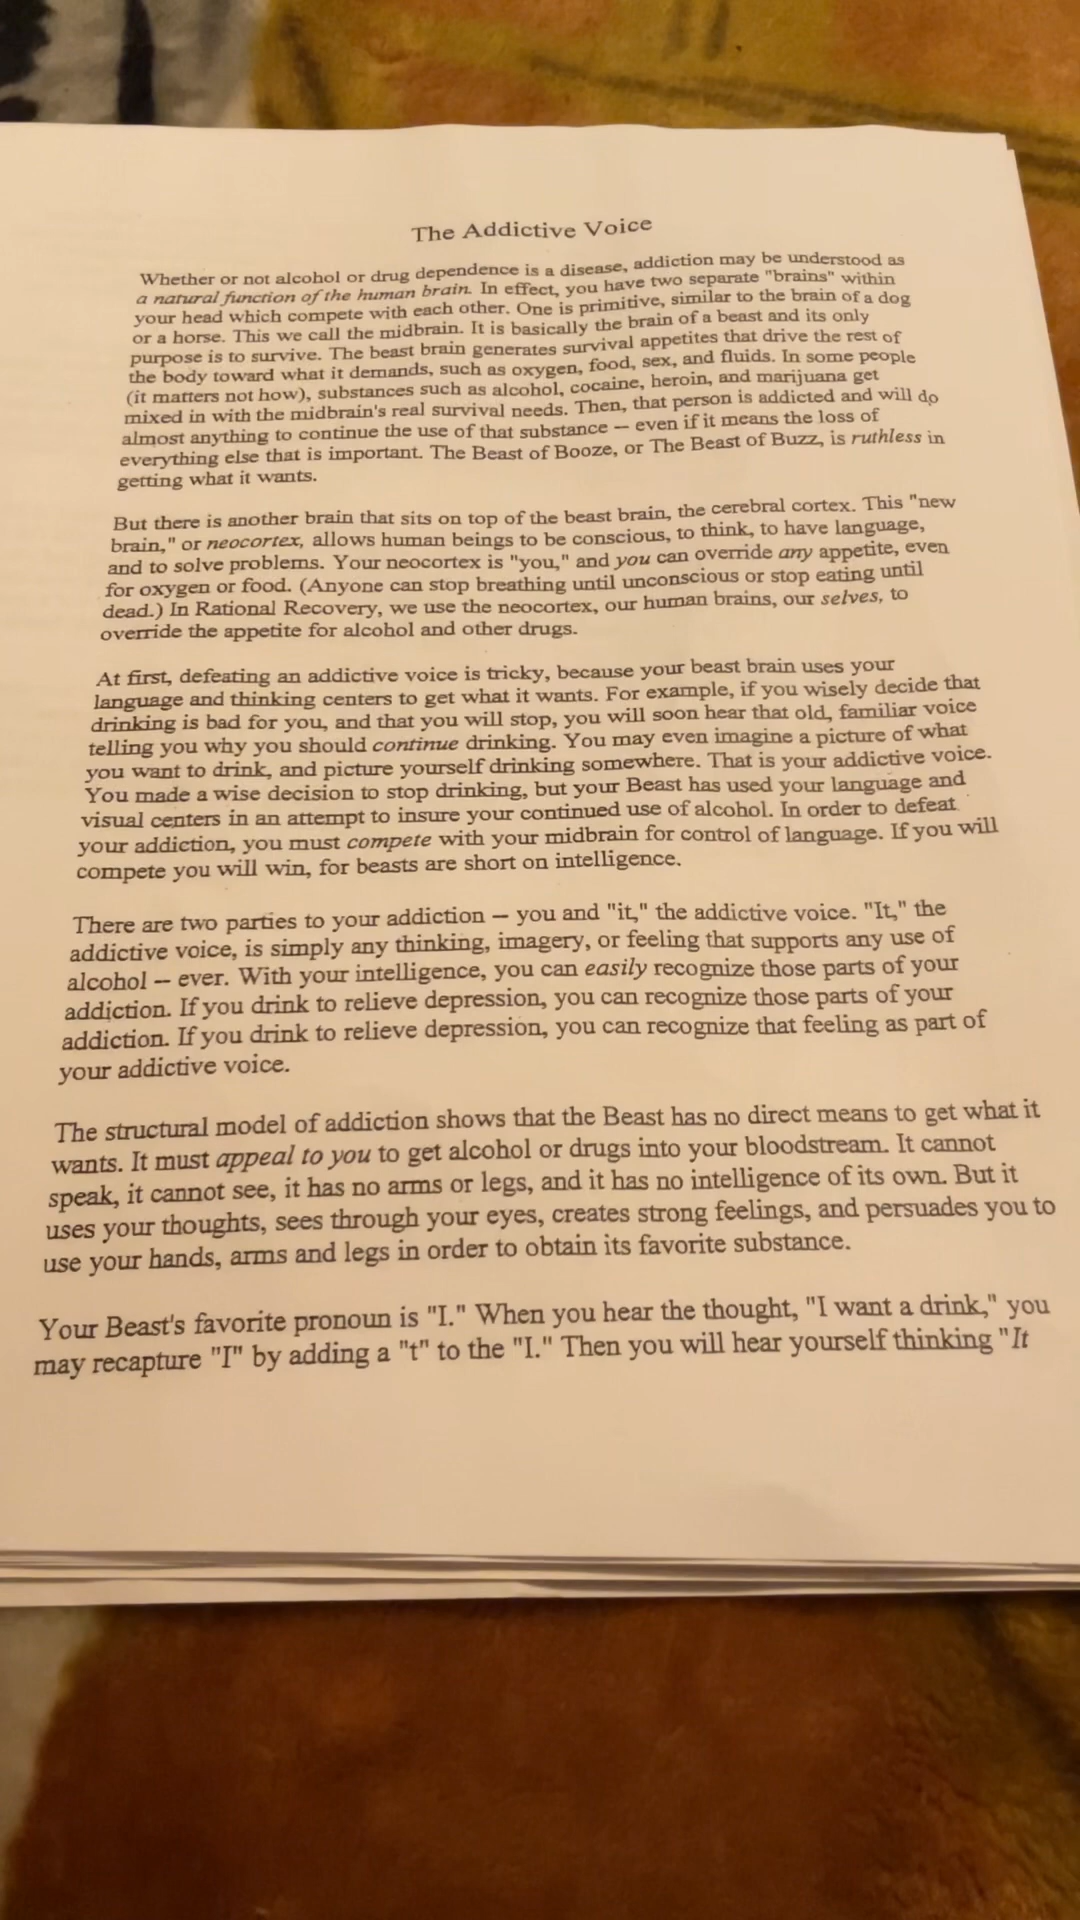 The Addictive Voice
Whether or not alcohol or drug dependence is a disease, addiction may be understood as
a natural function of the human brain. In effect, you have two separate "brains" within
your head which compete with each other. One is primitive, similar to the brain of a dog
or a horse. This we call the midbrain. It is basically the brain of a beast and its only
purpose is to survive. The beast brain generates survival appetites that drive the rest of
the body toward what it demands, such as oxygen, food, sex, and fluids. In some people
(it matters not how), substances such as alcohol, cocaine, heroin, and marijuana get
mixed in with the midbrain's real survival needs. Then, that person is addicted and will do
almost anything to continue the use of that substance -- even if it means the loss of
everything else that is important. The Beast of Booze, or The Beast of Buzz, is ruthless in
getting what it wants.
But there is another brain that sits on top of the beast brain, the cerebral cortex. This "new
brain," or neocortex, allows human beings to be conscious, to think, to have language,
and to solve problems. Your neocortex is "you," and you can override any appetite, even
for oxygen or food. (Anyone can stop breathing until unconscious or stop eating until
dead.) In Rational Recovery, we use the neocortex, our human brains, our selves, to
override the appetite for alcohol and other drugs.
At first, defeating an addictive voice is tricky, because your beast brain uses your
language and thinking centers to get what it wants. For example, if you wisely decide that
drinking is bad for you, and that you will stop, you will soon hear that old, familiar voice
telling you why you should continue drinking. You may even imagine a picture of what
you want to drink, and picture yourself drinking somewhere. That is your addictive voice.
You made a wise decision to stop drinking, but your Beast has used your language and
visual centers in an attempt to insure your continued use of alcohol. In order to defeat
your addiction, you must compete with your midbrain for control of language. If you will
compete you will win, for beasts are short on intelligence.
There are two parties to your addiction -- you and "it," the addictive voice. "It," the
addictive voice, is simply any thinking, imagery, or feeling that supports any use of
alcohol -- ever. With your intelligence, you can easily recognize those parts of your
addiction. If you drink to relieve depression, you can recognize those parts of your
addiction. If you drink to relieve depression, you can recognize that feeling as part of
your addictive voice.
The structural model of addiction shows that the Beast has no direct means to get what it
wants. It must appeal to you to get alcohol or drugs into your bloodstream. It cannot
speak, it cannot see, it has no arms or legs, and it has no intelligence of its own. But it
uses your thoughts, sees through your eyes, creates strong feelings, and persuades you to
use your hands, arms and legs in order to obtain its favorite substance.
Your Beast's favorite pronoun is "I." When you hear the thought, "I want a drink," you
may recapture "I" by adding a "t" to the "I." Then you will hear yourself thinking "It